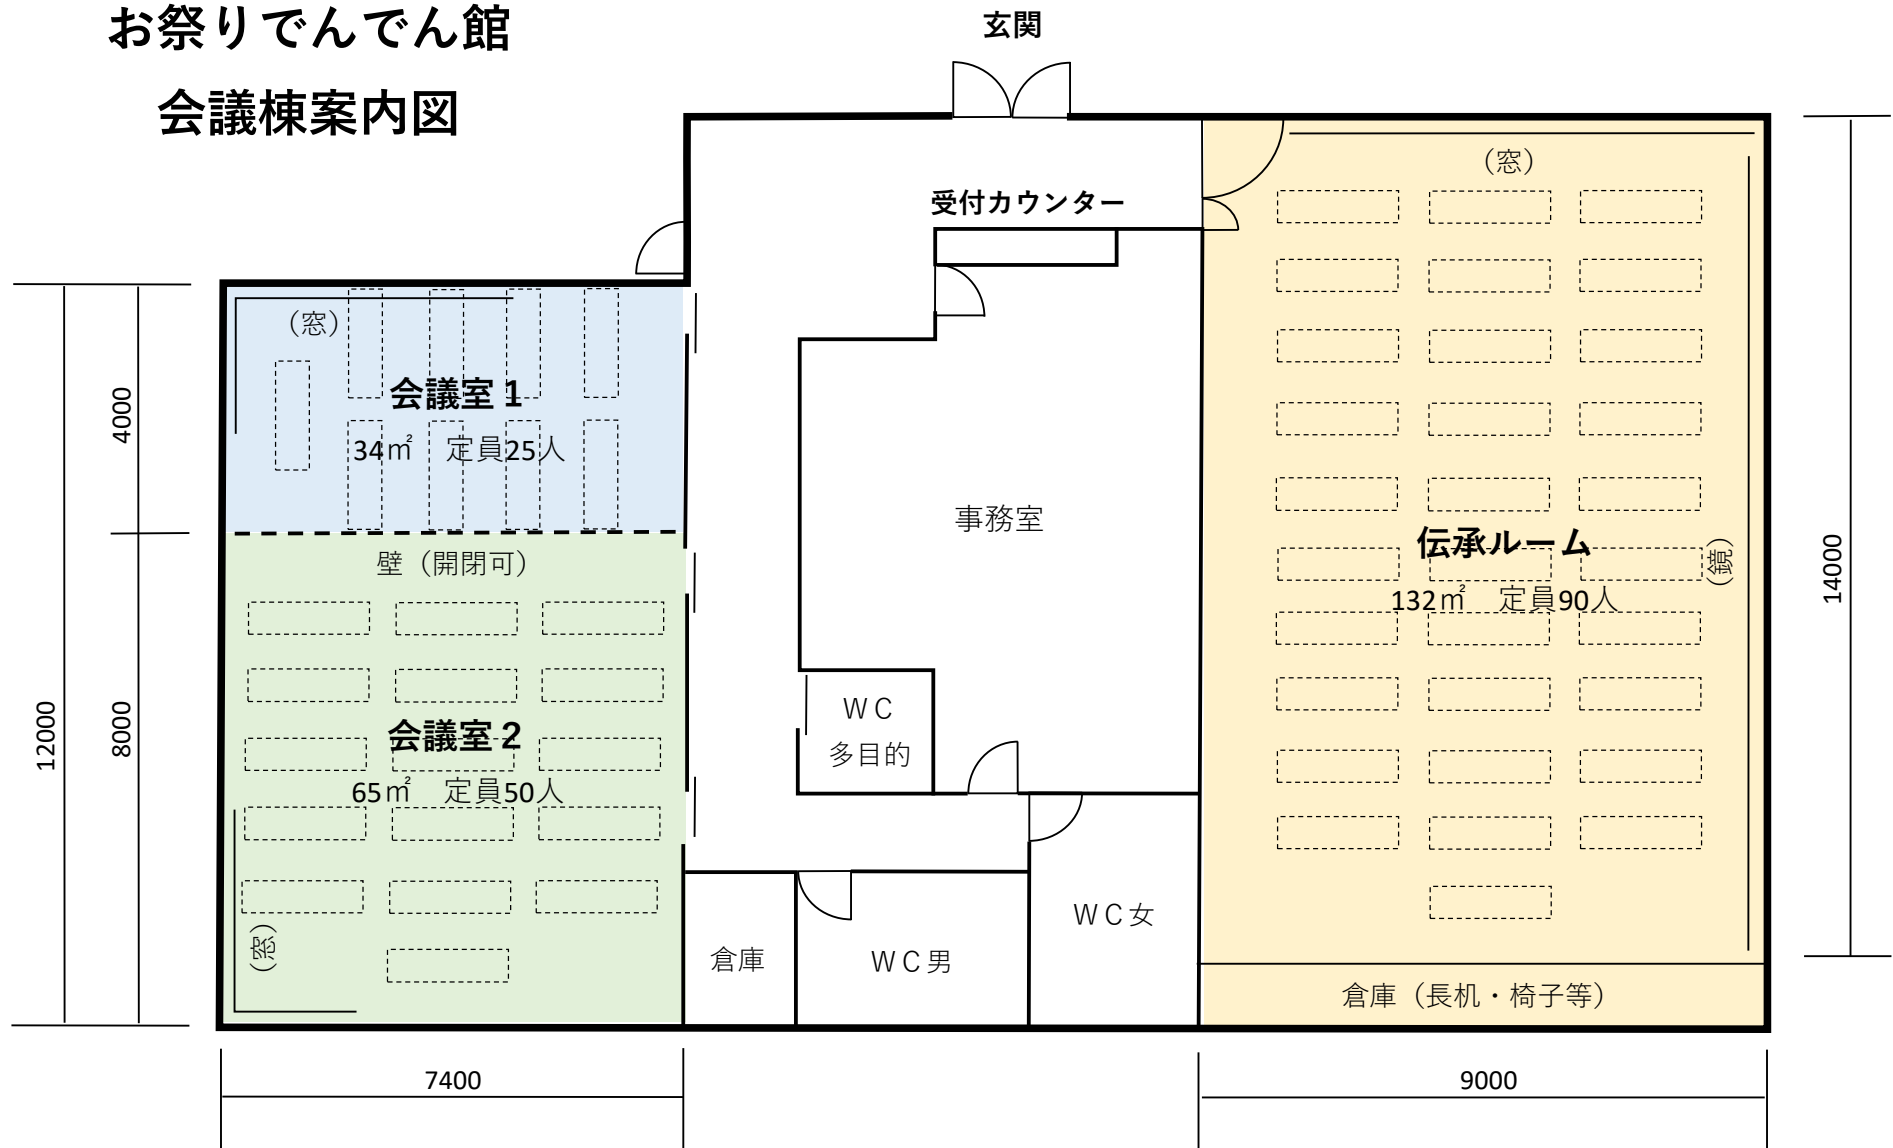 お祭りでんでん館
会議棟案内図
玄関
受付カウンター
（窓）
（窓）
会議室１
34㎡　定員25人
壁（開閉可）
会議室２
65㎡　定員50人
（窓）
事務室
ＷＣ
多目的
倉庫
ＷＣ男
ＷＣ女
伝承ルーム
132㎡　定員90人
（鏡）
倉庫（長机・椅子等）
4000
8000
12000
14000
7400
9000